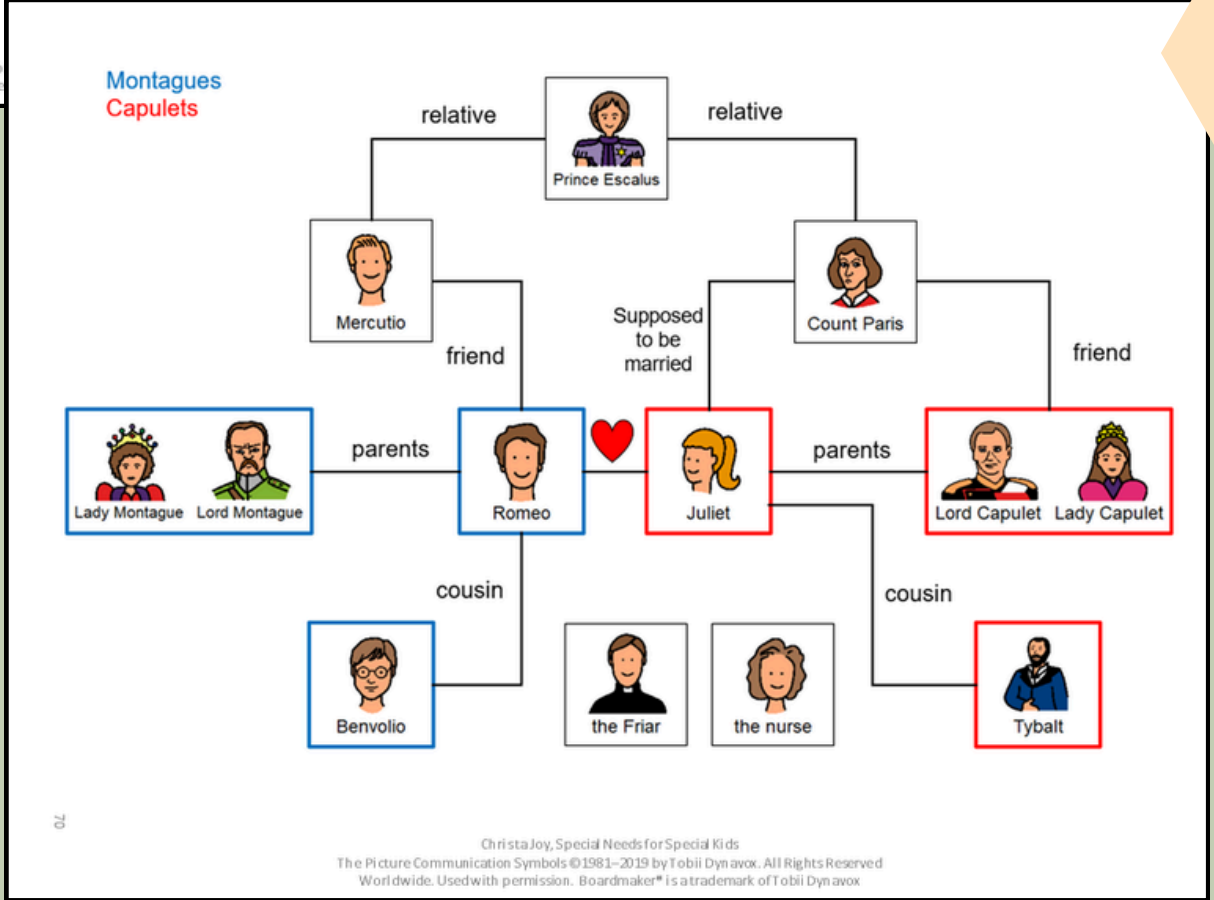 Montagues
Capulets
relative
relative
Prince Escalus
Mercutio
Count Paris
friend
Supposed
to be
married
friend
Lady Montague
Lord Montague
parents
Romeo
Juliet
parents
Lord Capulet
Lady Capulet
cousin
cousin
Benvolio
the Friar
the nurse
Tybalt
70
Christa Joy, Special Needs for Special Kids
The Picture Communication Symbols ©1981–2019 by Tobii Dynavox. All Rights Reserved
Worldwide. Used with permission. Boardmaker® is a trademark of Tobii Dynavox